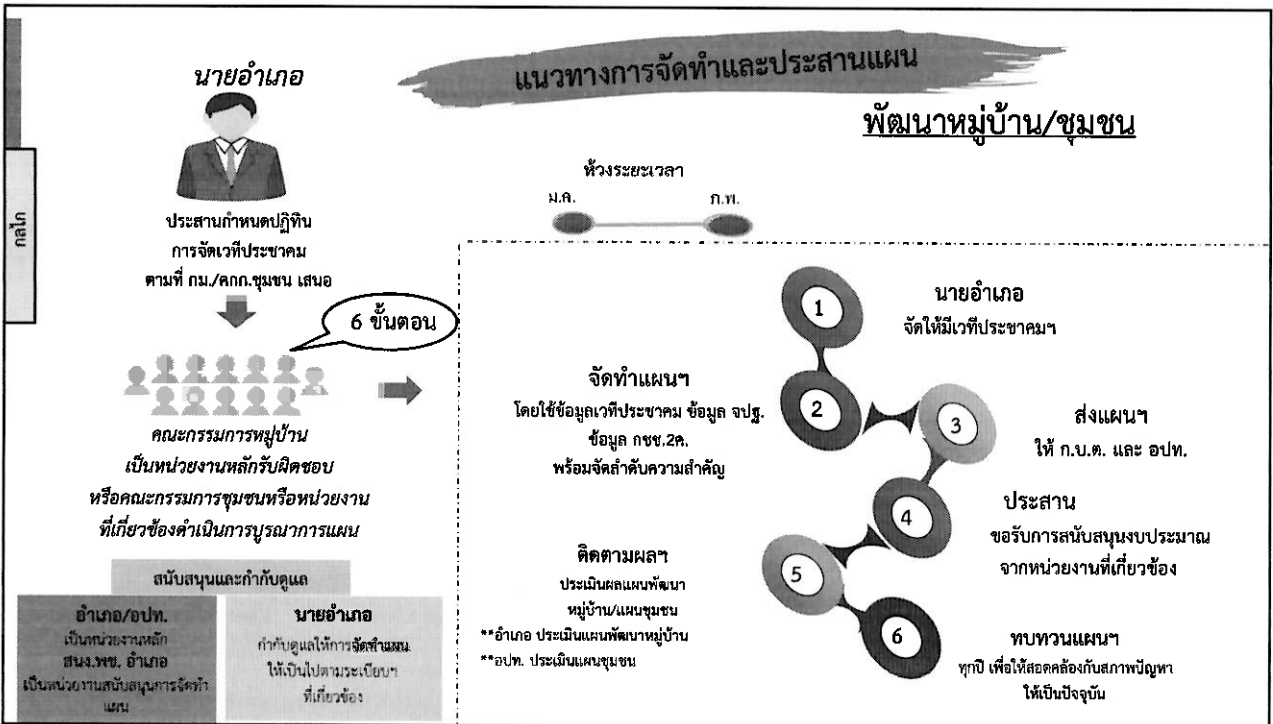 แนวทางการจัดทำและประสานแผน
พัฒนาหมู่บ้าน/ชุมชน
กลไก
นายอำเภอ
ประสานกำหนดปฏิทิน
การจัดเวทีประชาคม
ตามที่ กม./คกก.ชุมชน เสนอ
6 ขั้นตอน
คณะกรรมการหมู่บ้าน
เป็นหน่วยงานหลักรับผิดชอบ
หรือคณะกรรมการชุมชนหรือหน่วยงาน
ที่เกี่ยวข้องดำเนินการบูรณาการแผน
สนับสนุนและกำกับดูแล
อำเภอ/อปท.
เป็นหน่วยงานหลัก
สนง.พช. อำเภอ
เป็นหน่วยงานสนับสนุนการจัดทำ
แผน
นายอำเภอ
กำกับดูแลให้การจัดทำแผน
ให้เป็นไปตามระเบียบฯ
ที่เกี่ยวข้อง
ห้วงระยะเวลา
ม.ค.
ก.พ.
1
นายอำเภอ
จัดให้มีเวทีประชาคมฯ
2
จัดทำแผนฯ
โดยใช้ข้อมูลเวทีประชาคม ข้อมูล จปฐ.
ข้อมูล กชช.2ค.
พร้อมจัดลำดับความสำคัญ
3
ส่งแผนฯ
ให้ ก.บ.ต. และ อปท.
4
ประสาน
ขอรับการสนับสนุนงบประมาณ
จากหน่วยงานที่เกี่ยวข้อง
5
ติดตามผลฯ
ประเมินผลแผนพัฒนา
หมู่บ้าน/แผนชุมชน
**อำเภอ ประเมินแผนพัฒนาหมู่บ้าน
**อปท. ประเมินแผนชุมชน
6
ทบทวนแผนฯ
ทุกปี เพื่อให้สอดคล้องกับสภาพปัญหา
ให้เป็นปัจจุบัน